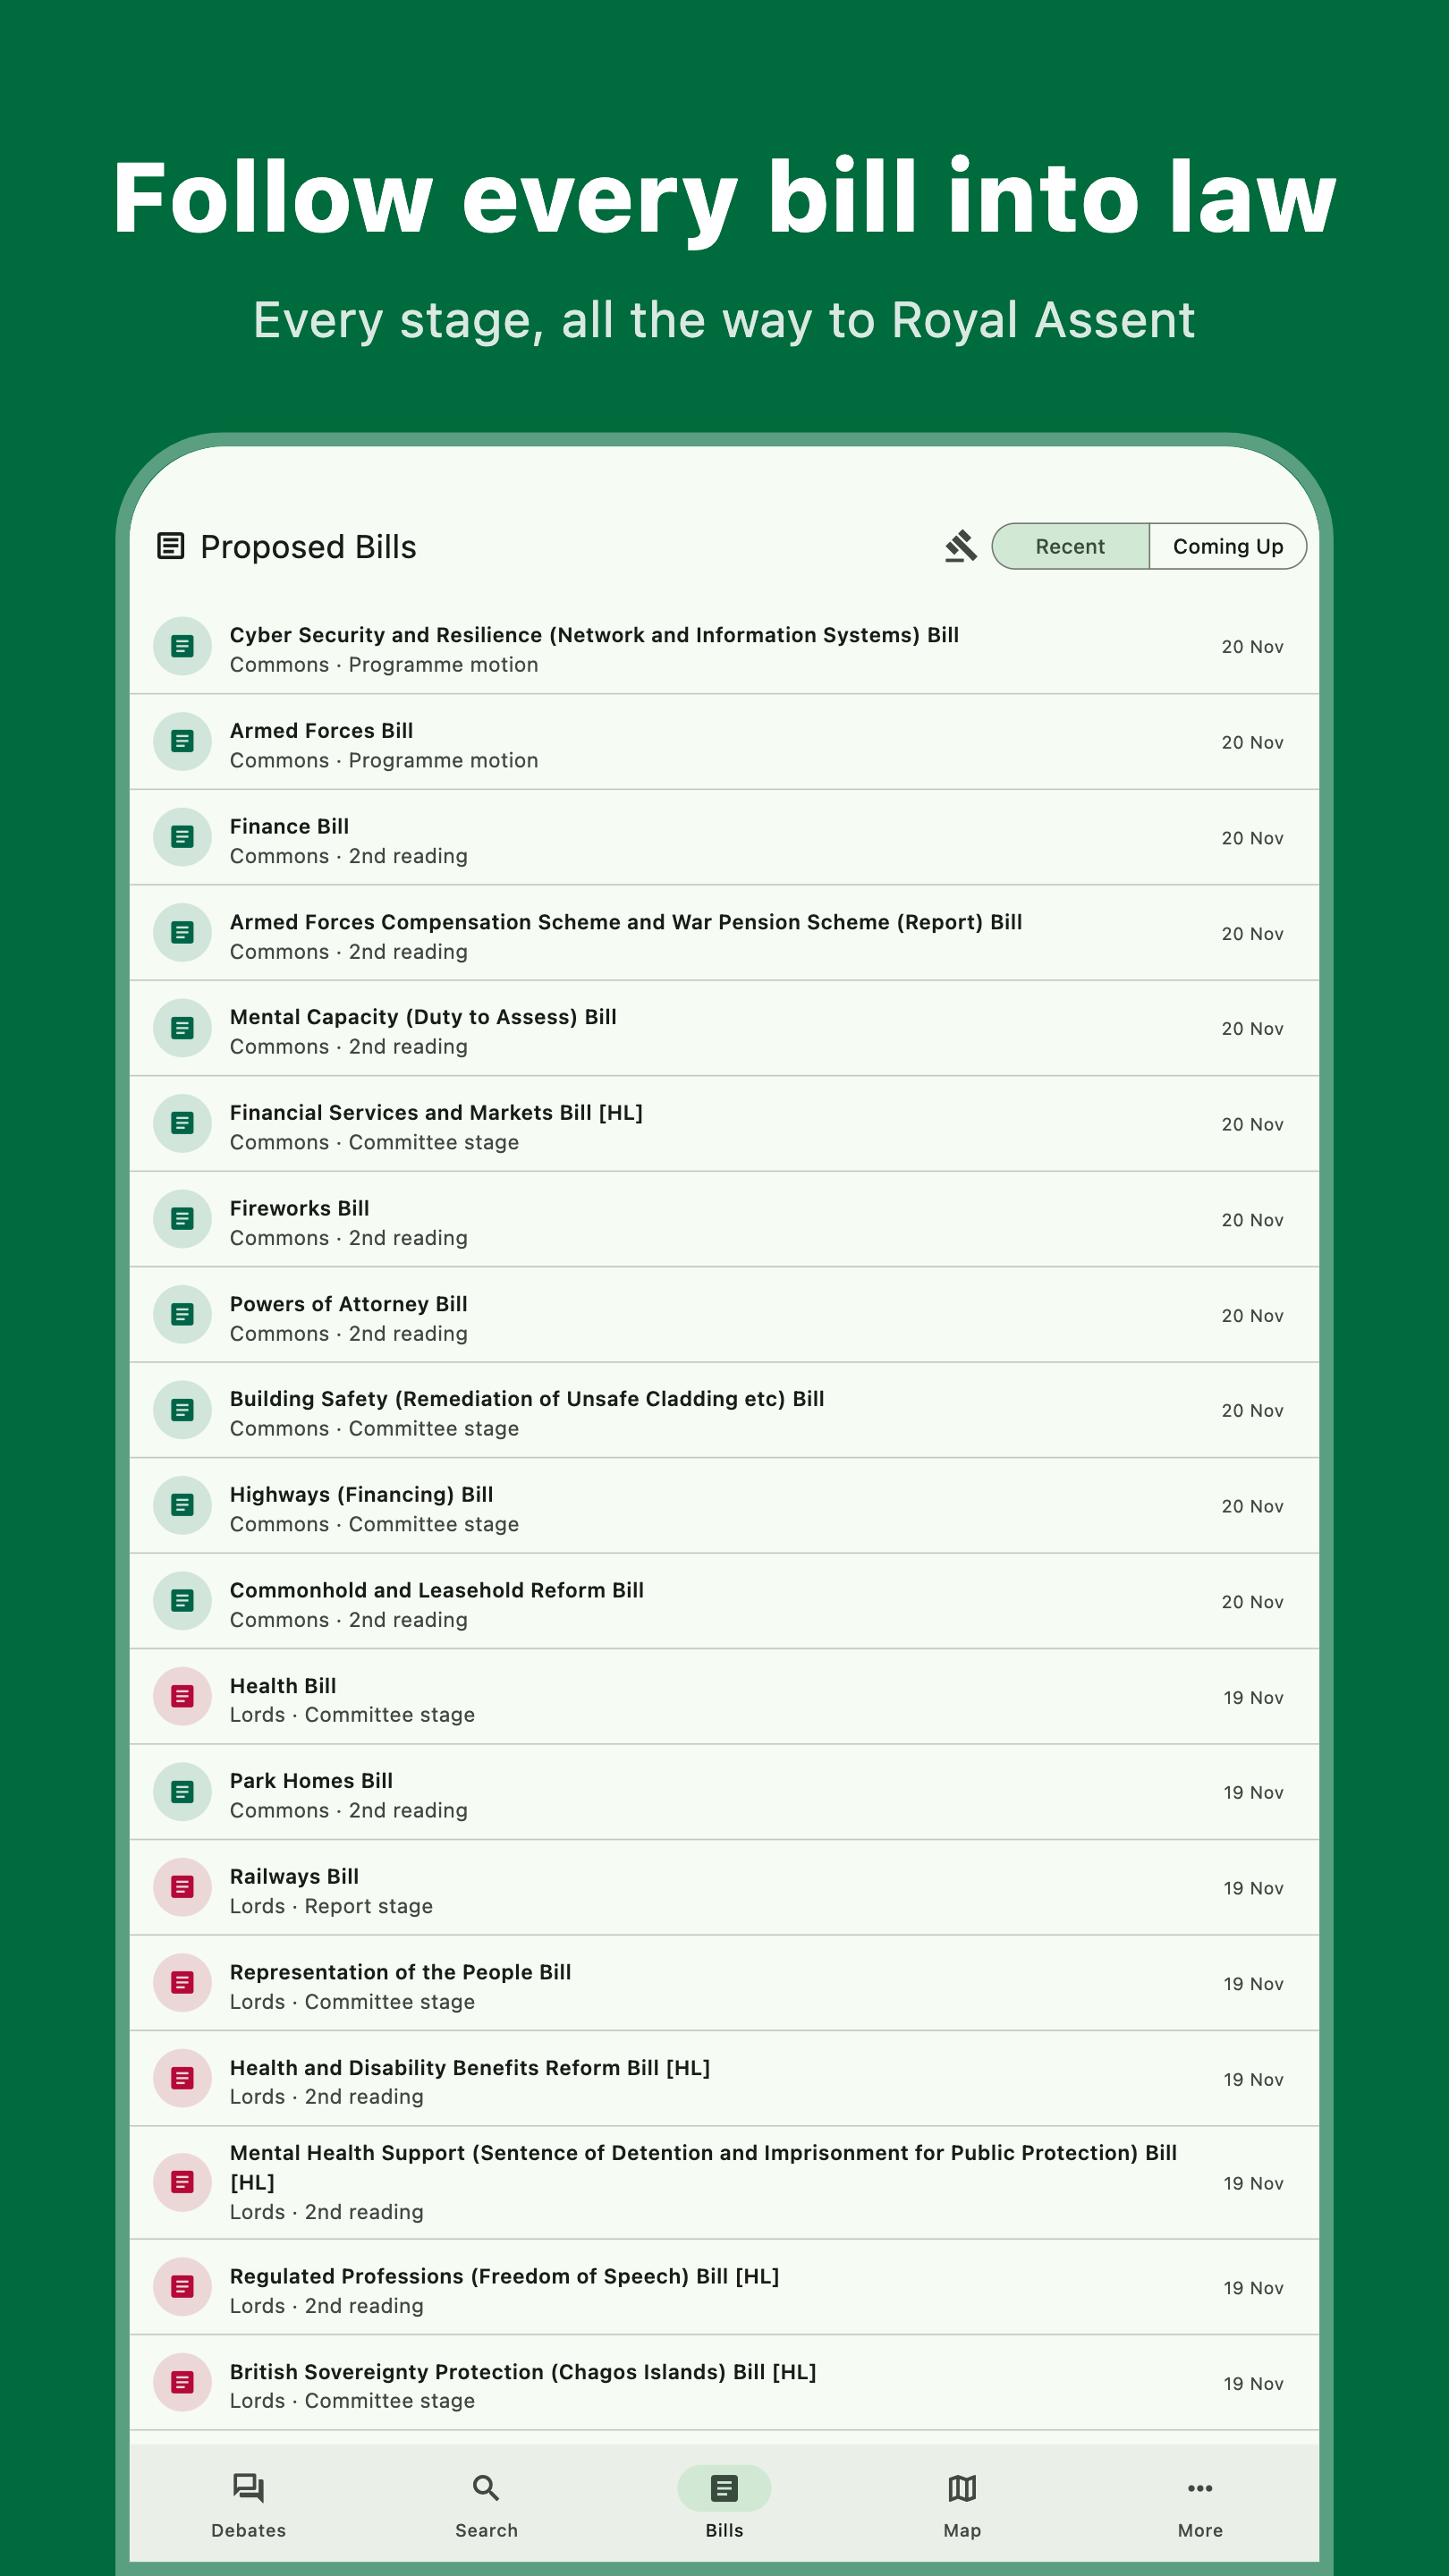 Follow every bill into law
Every stage, all the way to Royal Assent
Proposed Bills
Recent
Coming Up
Cyber Security and Resilience (Network and Information Systems) Bill
Commons · Programme motion
20 Nov
Armed Forces Bill
Commons · Programme motion
20 Nov
Finance Bill
Commons · 2nd reading
20 Nov
Armed Forces Compensation Scheme and War Pension Scheme (Report) Bill
Commons · 2nd reading
20 Nov
Mental Capacity (Duty to Assess) Bill
Commons · 2nd reading
20 Nov
Financial Services and Markets Bill [HL]
Commons · Committee stage
20 Nov
Fireworks Bill
Commons · 2nd reading
20 Nov
Powers of Attorney Bill
Commons · 2nd reading
20 Nov
Building Safety (Remediation of Unsafe Cladding etc) Bill
Commons · Committee stage
20 Nov
Highways (Financing) Bill
Commons · Committee stage
20 Nov
Commonhold and Leasehold Reform Bill
Commons · 2nd reading
20 Nov
Health Bill
Lords · Committee stage
19 Nov
Park Homes Bill
Commons · 2nd reading
19 Nov
Railways Bill
Lords · Report stage
19 Nov
Representation of the People Bill
Lords · Committee stage
19 Nov
Health and Disability Benefits Reform Bill [HL]
Lords · 2nd reading
19 Nov
Mental Health Support (Sentence of Detention and Imprisonment for Public Protection) Bill
[HL]
Lords · 2nd reading
19 Nov
Regulated Professions (Freedom of Speech) Bill [HL]
Lords · 2nd reading
19 Nov
British Sovereignty Protection (Chagos Islands) Bill [HL]
Lords · Committee stage
19 Nov
Debates
Search
Bills
Map
More